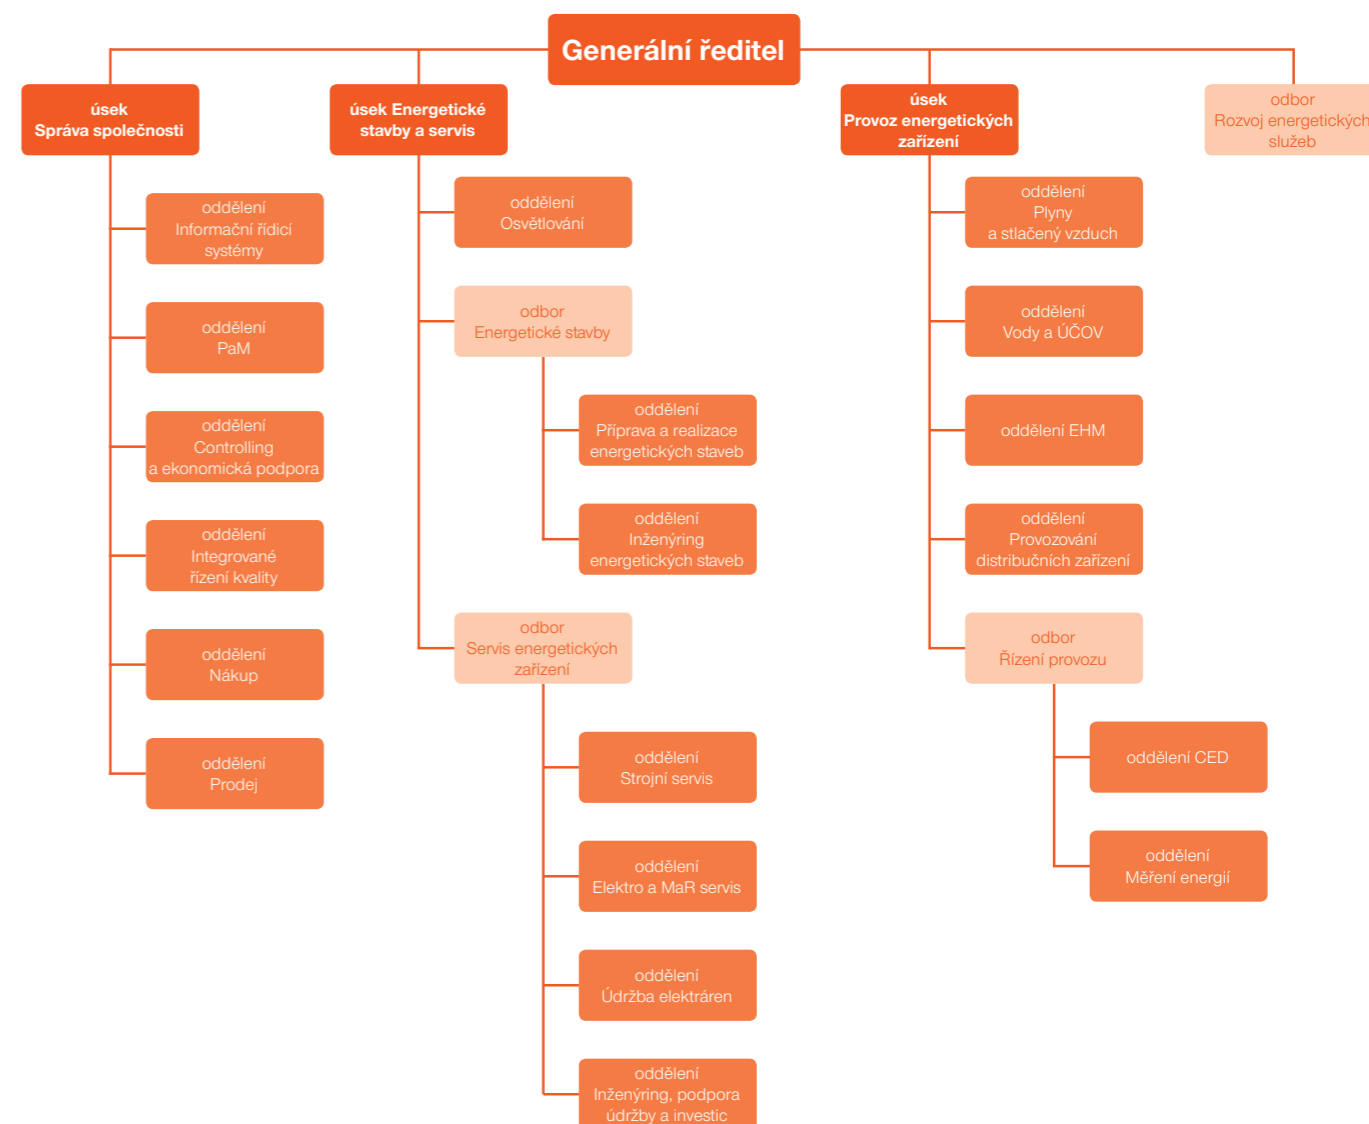 Generální ředitel
úsek
Správa společnosti
oddělení
Informační řídicí
systémy
oddělení
PaM
oddělení
Controlling
a ekonomická podpora
oddělení
Integrované
řízení kvality
oddělení
Nákup
oddělení
Prodej
úsek Energetické
stavby a servis
oddělení
Osvětlování
odbor
Energetické stavby
oddělení
Příprava a realizace
energetických staveb
oddělení
Inženýring
energetických staveb
odbor
Servis energetických
zařízení
oddělení
Strojní servis
oddělení
Elektro a MaR servis
oddělení
Údržba elektráren
oddělení
Inženýring, podpora
údržby a investic
úsek
Provoz energetických
zařízení
oddělení
Plyny
a stlačený vzduch
oddělení
Vody a ÚČOV
oddělení EHM
oddělení
Provozování
distribučních zařízení
odbor
Řízení provozu
oddělení CED
oddělení
Měření energií
odbor
Rozvoj energetických
služeb